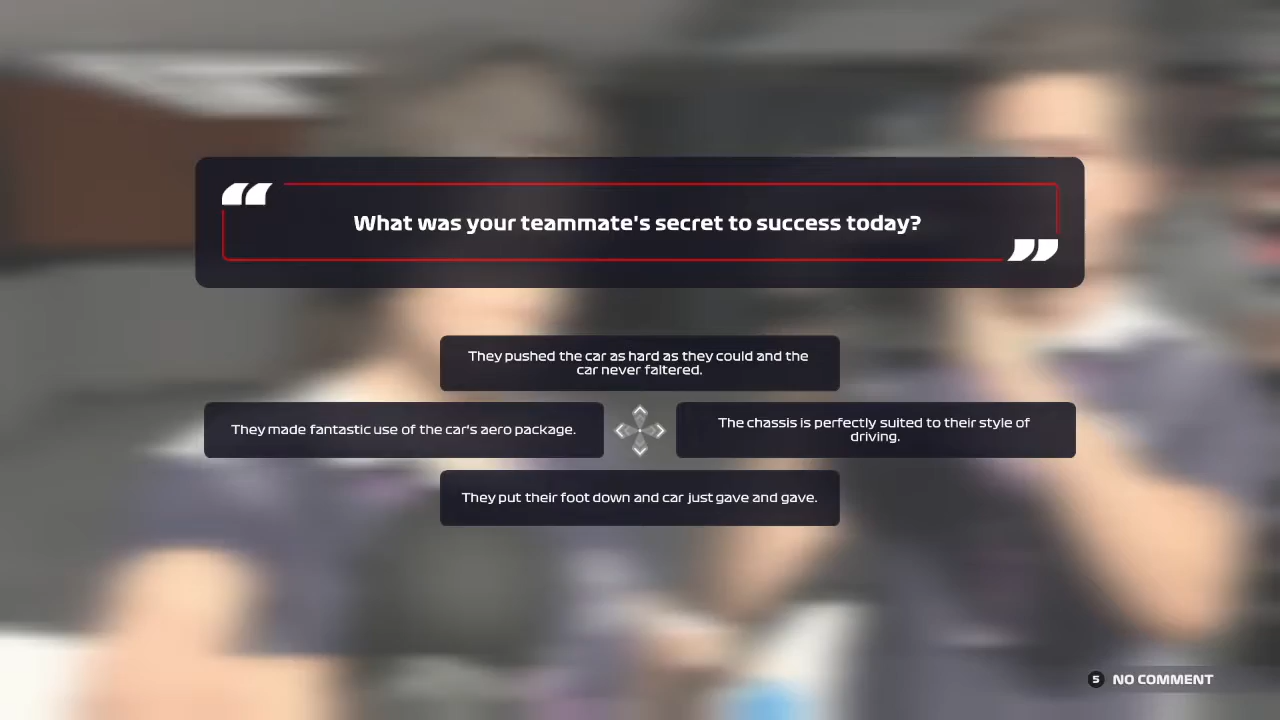 What was your teammate's secret to success today?
They pushed the car as hard as they could and the
car never faltered.
They made fantastic use of the car's aero package.
The chassis is perfectly suited to their style of
driving.
They put their foot down and car just gave and gave.
5 NO COMMENT